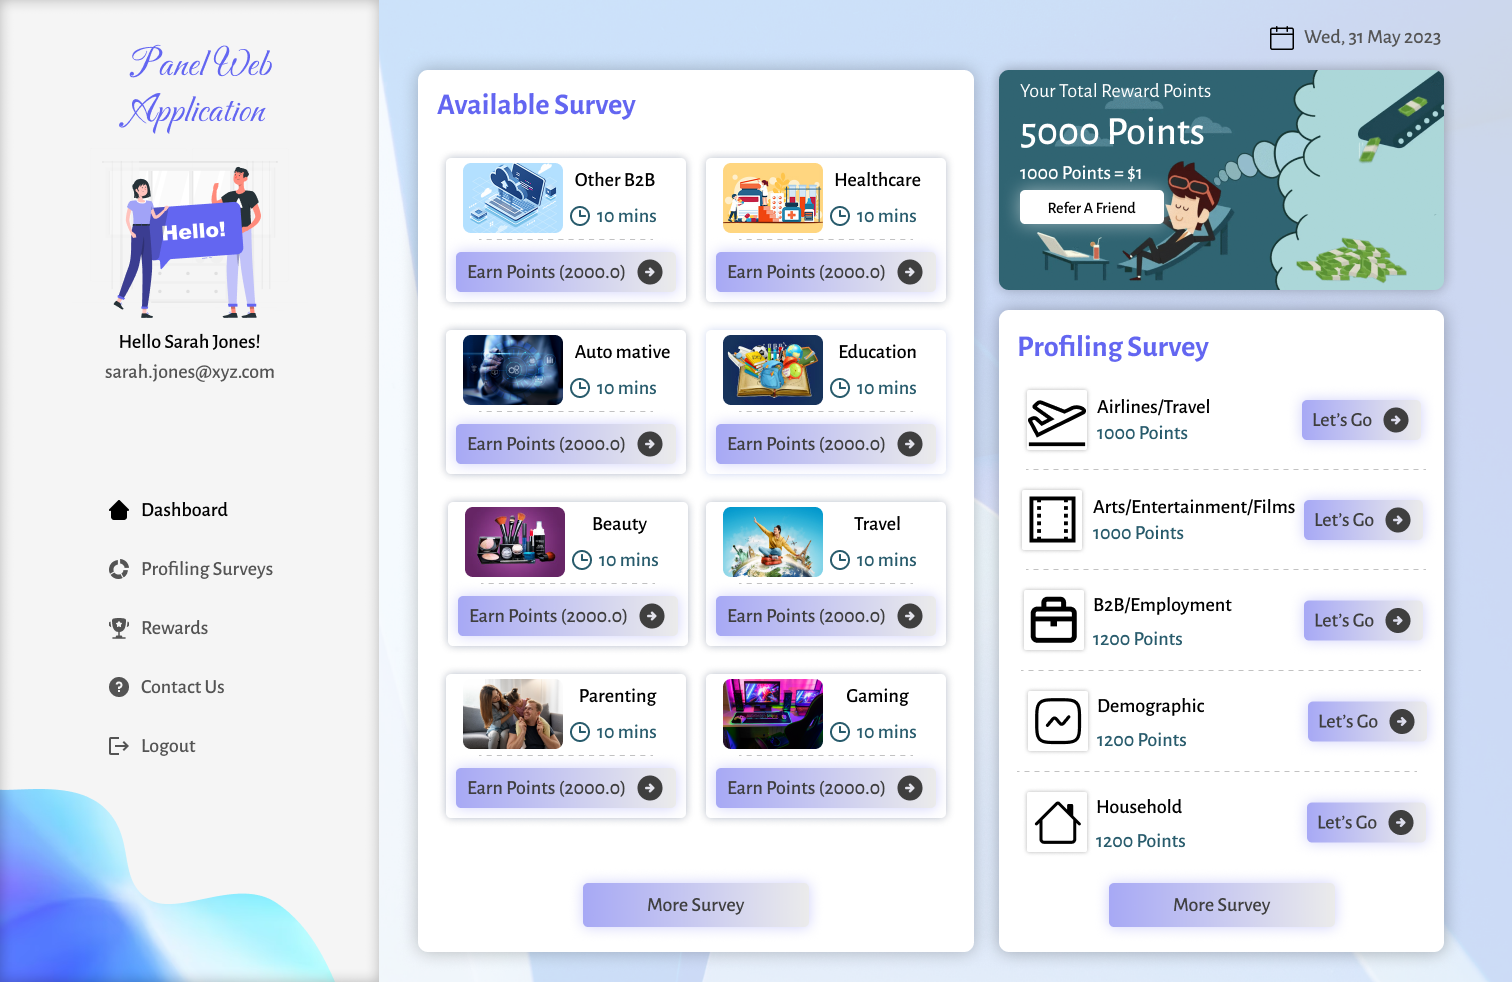 Panel Web
Application
Hello!
Hello Sarah Jones!
sarah.jones@xyz.com
Dashboard
Profiling Surveys
Rewards
Contact Us
Logout
Wed, 31 May 2023
Available Survey
Other B2B
10 mins
Earn Points (2000.0)
Healthcare
10 mins
Earn Points (2000.0)
Auto mative
10 mins
Earn Points (2000.0)
Education
10 mins
Earn Points (2000.0)
Beauty
10 mins
Earn Points (2000.0)
Travel
10 mins
Earn Points (2000.0)
Parenting
10 mins
Earn Points (2000.0)
Gaming
10 mins
Earn Points (2000.0)
More Survey
Your Total Reward Points
5000 Points
1000 Points = $1
Refer A Friend
Profiling Survey
Airlines/Travel
1000 Points
Let's Go
Arts/Entertainment/Films
1000 Points
Let's Go
B2B/Employment
1200 Points
Let's Go
Demographic
1200 Points
Let's Go
Household
1200 Points
Let's Go
More Survey